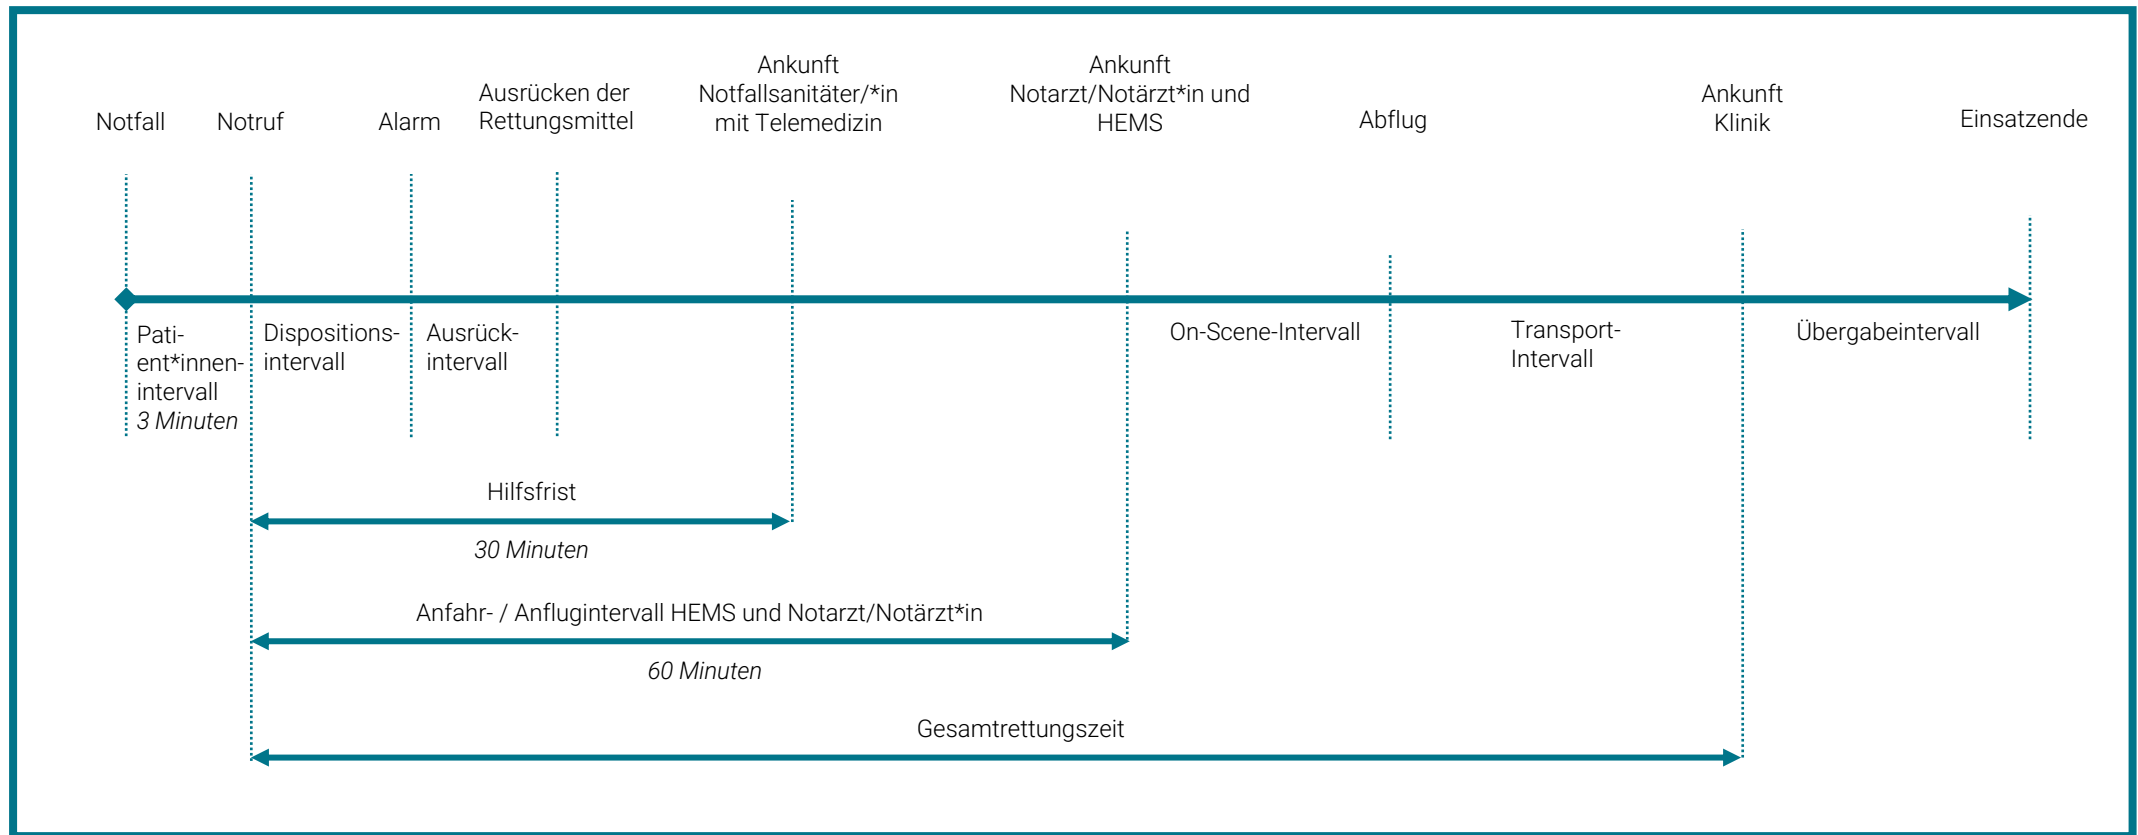 Notfall
Notruf
Alarm
Ausrücken der
Rettungsmittel
Ankunft
Notfallsanitäter/*in
mit Telemedizin
Ankunft
Notarzt/Notärzt*in und
HEMS
Abflug
Ankunft
Klinik
Einsatzende
Pati-
ent*innen-
intervall
3 Minuten
Dispositions-
intervall
Ausrück-
intervall
On-Scene-Intervall
Transport-
Intervall
Übergabeintervall
Hilfsfrist
30 Minuten
Anfahr- / Anflugintervall HEMS und Notarzt/Notärzt*in
60 Minuten
Gesamtrettungszeit